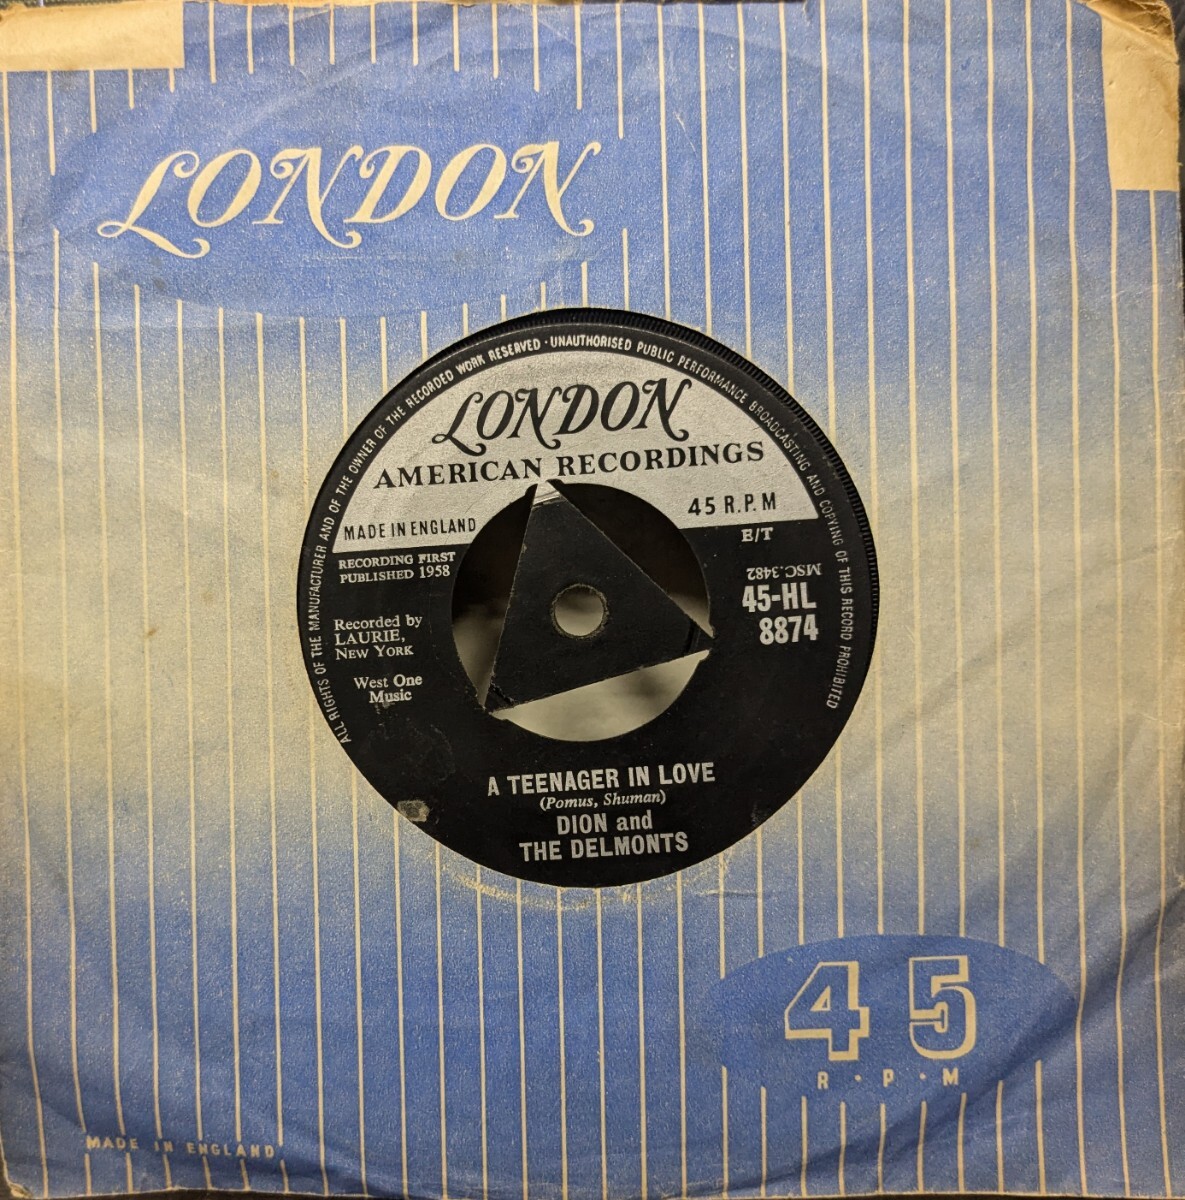 LONDON
ALL RIGHTS OF THE MANUFACTURER AND OF THE OWNER OF THE RECORDED WORK RESERVED · UNAUTHORISED PUBLIC PERFORMANCE BROADCASTING AND COPYING OF THIS RECORD PROHIBITED
LONDON
AMERICAN RECORDINGS
MADE IN ENGLAND
45 R.P.M
E/T
RECORDING FIRST
PUBLISHED 1958
MSC.3482
45-HL
8874
Recorded by
LAURIE,
NEW YORK
West One
Music
A TEENAGER IN LOVE
(Pomus, Shuman)
DION and
THE DELMONTS
45
R·P·M
MADE IN ENGLAND